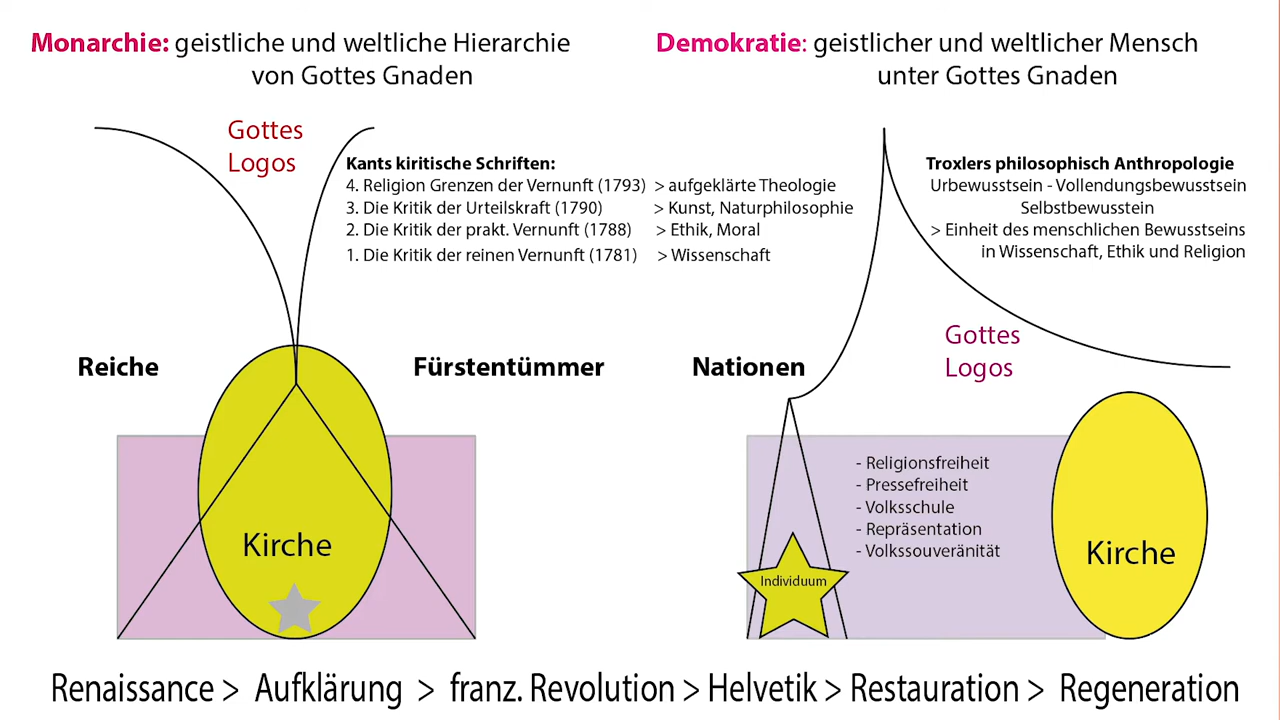 Monarchie: geistliche und weltliche Hierarchie
von Gottes Gnaden
Gottes
Logos
Kants kiritische Schriften:
4. Religion Grenzen der Vernunft (1793) > aufgeklärte Theologie
3. Die Kritik der Urteilskraft (1790) > Kunst, Naturphilosophie
2. Die Kritik der prakt. Vernunft (1788) > Ethik, Moral
1. Die Kritik der reinen Vernunft (1781) > Wissenschaft
Reiche
Fürstentümmer
Kirche
Demokratie: geistlicher und weltlicher Mensch
unter Gottes Gnaden
Troxlers philosophisch Anthropologie
Urbewusstsein - Vollendungsbewusstsein
Selbstbewusstein
> Einheit des menschlichen Bewusstseins
in Wissenschaft, Ethik und Religion
Gottes
Logos
Nationen
- Religionsfreiheit
- Pressefreiheit
- Volksschule
- Repräsentation
- Volkssouveränität
Individuum
Kirche
Renaissance > Aufklärung > franz. Revolution > Helvetik > Restauration > Regeneration